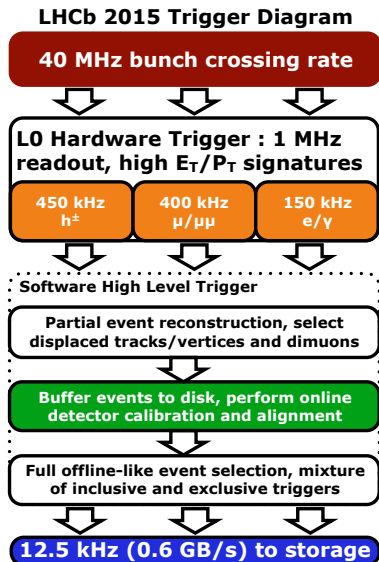 LHCb 2015 Trigger Diagram
40 MHz bunch crossing rate
L0 Hardware Trigger : 1 MHz
readout, high E_T/P_T signatures
450 kHz
h±
400 kHz
µ/µµ
150 kHz
e/γ
Software High Level Trigger
Partial event reconstruction, select
displaced tracks/vertices and dimuons
Buffer events to disk, perform online
detector calibration and alignment
Full offline-like event selection, mixture
of inclusive and exclusive triggers
12.5 kHz (0.6 GB/s) to storage